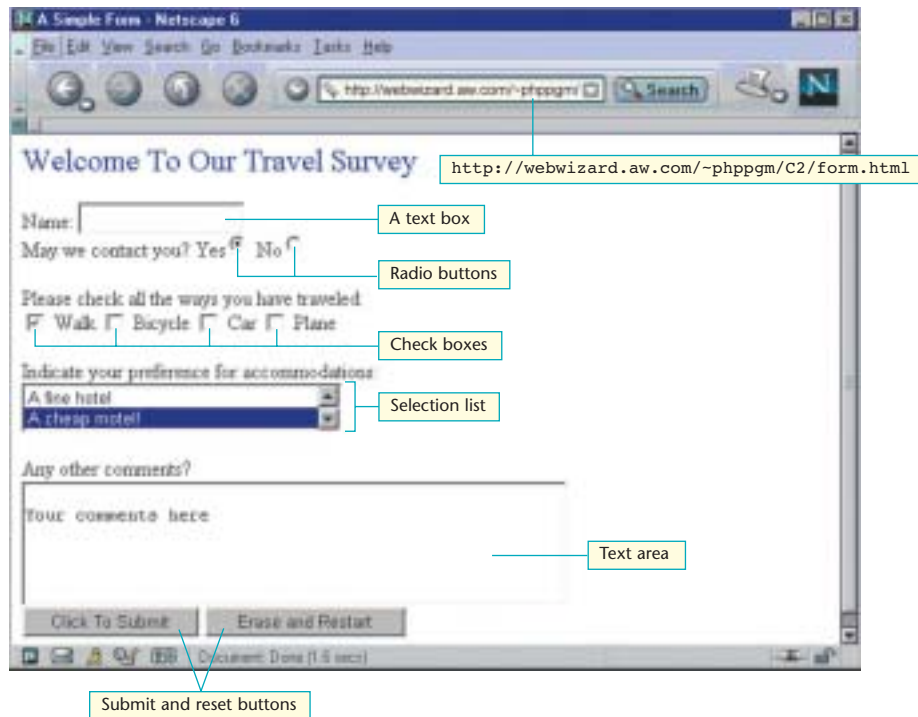 A Simple Form - Netscape 6
File Edit View Search Go Bookmarks Tasks Help
http://webwizard.aw.com/~phppgm/ Search N
Welcome To Our Travel Survey
http://webwizard.aw.com/~phppgm/C2/form.html
Name:
A text box
May we contact you? Yes No
Radio buttons
Please check all the ways you have traveled
Walk Bicycle Car Plane
Check boxes
Indicate your preference for accommodations:
A fine hotel
A cheap motel!
Selection list
Any other comments?
Your comments here
Text area
Click To Submit Erase and Restart
Document: Done (1.6 secs)
Submit and reset buttons